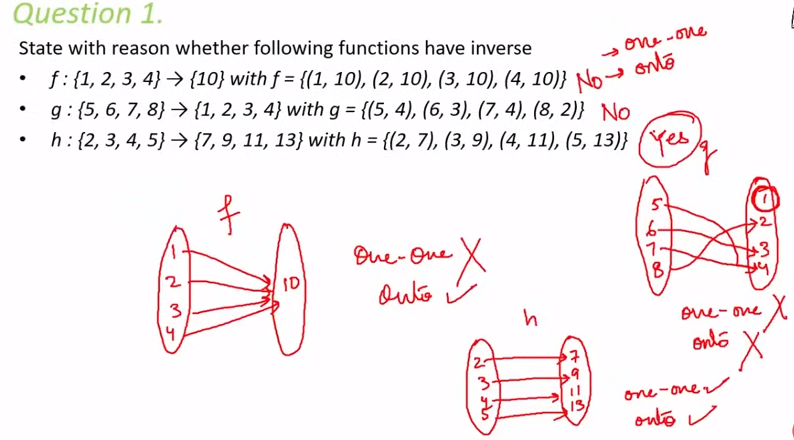 Question 1.
State with reason whether following functions have inverse
→ one-one
→ onto
• f : {1, 2, 3, 4} → {10} with f = {(1, 10), (2, 10), (3, 10), (4, 10)} No
• g : {5, 6, 7, 8} → {1, 2, 3, 4} with g = {(5, 4), (6, 3), (7, 4), (8, 2)} No
• h : {2, 3, 4, 5} → {7, 9, 11, 13} with h = {(2, 7), (3, 9), (4, 11), (5, 13)} Yes
f
1
2
3
4
10
one-one X
onto ✓
g
5
6
7
8
1
2
3
4
one-one X
onto X
h
2
3
4
5
7
9
11
13
one-one ✓
onto ✓